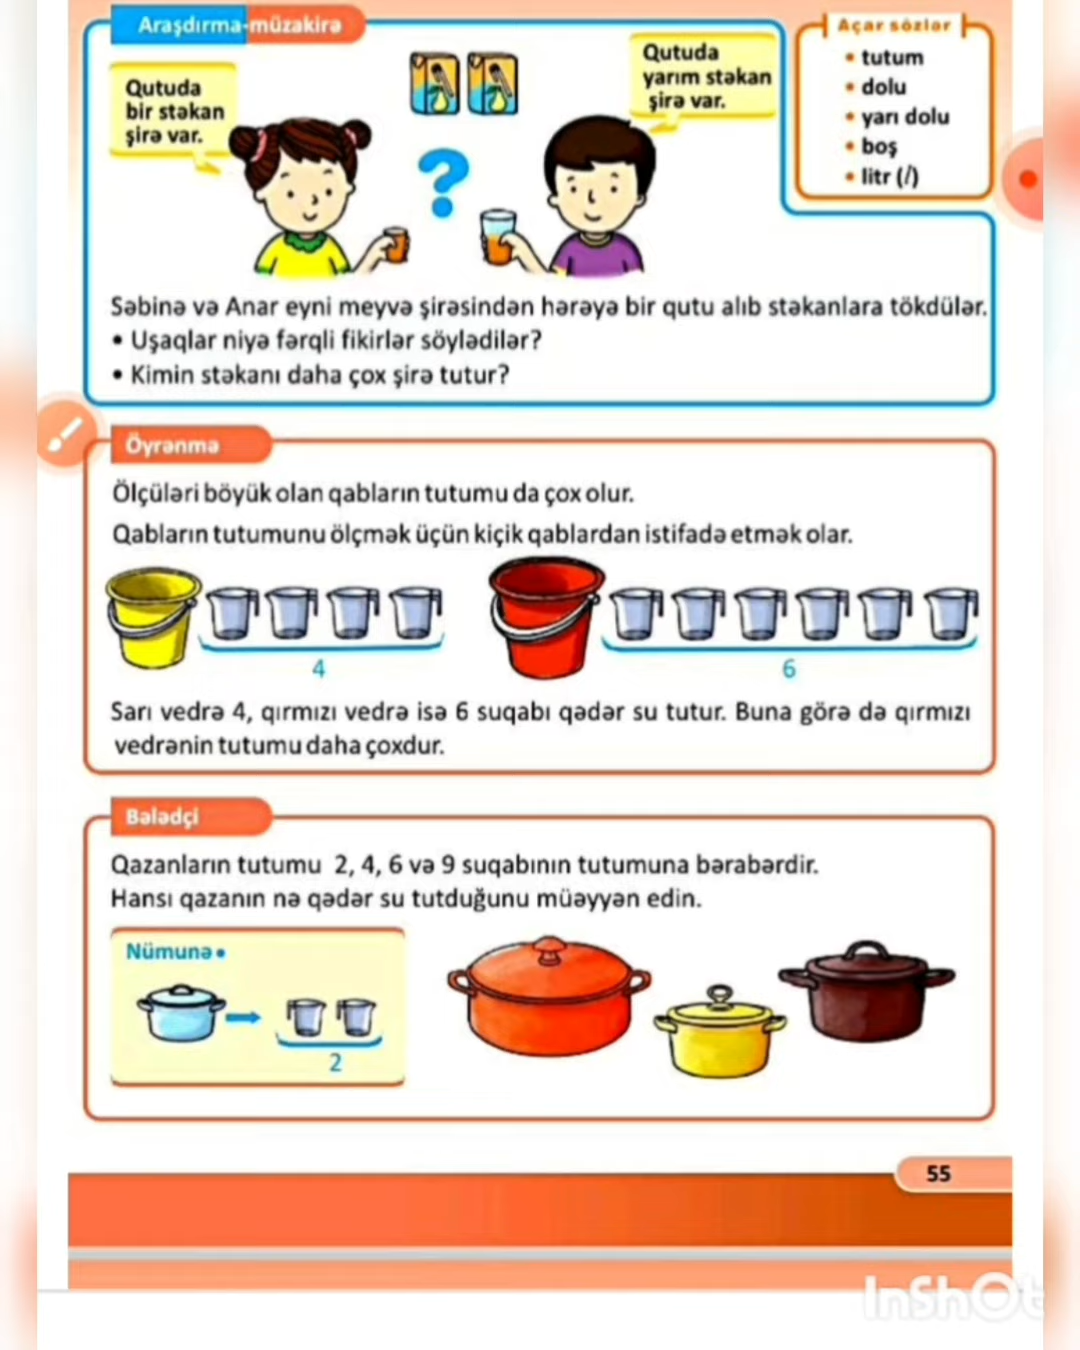 Araşdırma-müzakirə
Qutuda
bir stəkan
şirə var.
Qutuda
yarım stəkan
şirə var.
Açar sözlər
• tutum
• dolu
• yarı dolu
• boş
• litr (l)
Səbinə və Anar eyni meyvə şirəsindən hərəyə bir qutu alıb stəkanlara tökdülər.
• Uşaqlar niyə fərqli fikirlər söylədilər?
• Kimin stəkanı daha çox şirə tutur?
Öyrənmə
Ölçüləri böyük olan qabların tutumu da çox olur.
Qabların tutumunu ölçmək üçün kiçik qablardan istifadə etmək olar.
4
6
Sarı vedrə 4, qırmızı vedrə isə 6 suqabı qədər su tutur. Buna görə də qırmızı
vedrənin tutumu daha çoxdur.
Bələdçi
Qazanların tutumu 2, 4, 6 və 9 suqabının tutumuna bərabərdir.
Hansı qazanın nə qədər su tutduğunu müəyyən edin.
Nümunə •
2
55
InShOt